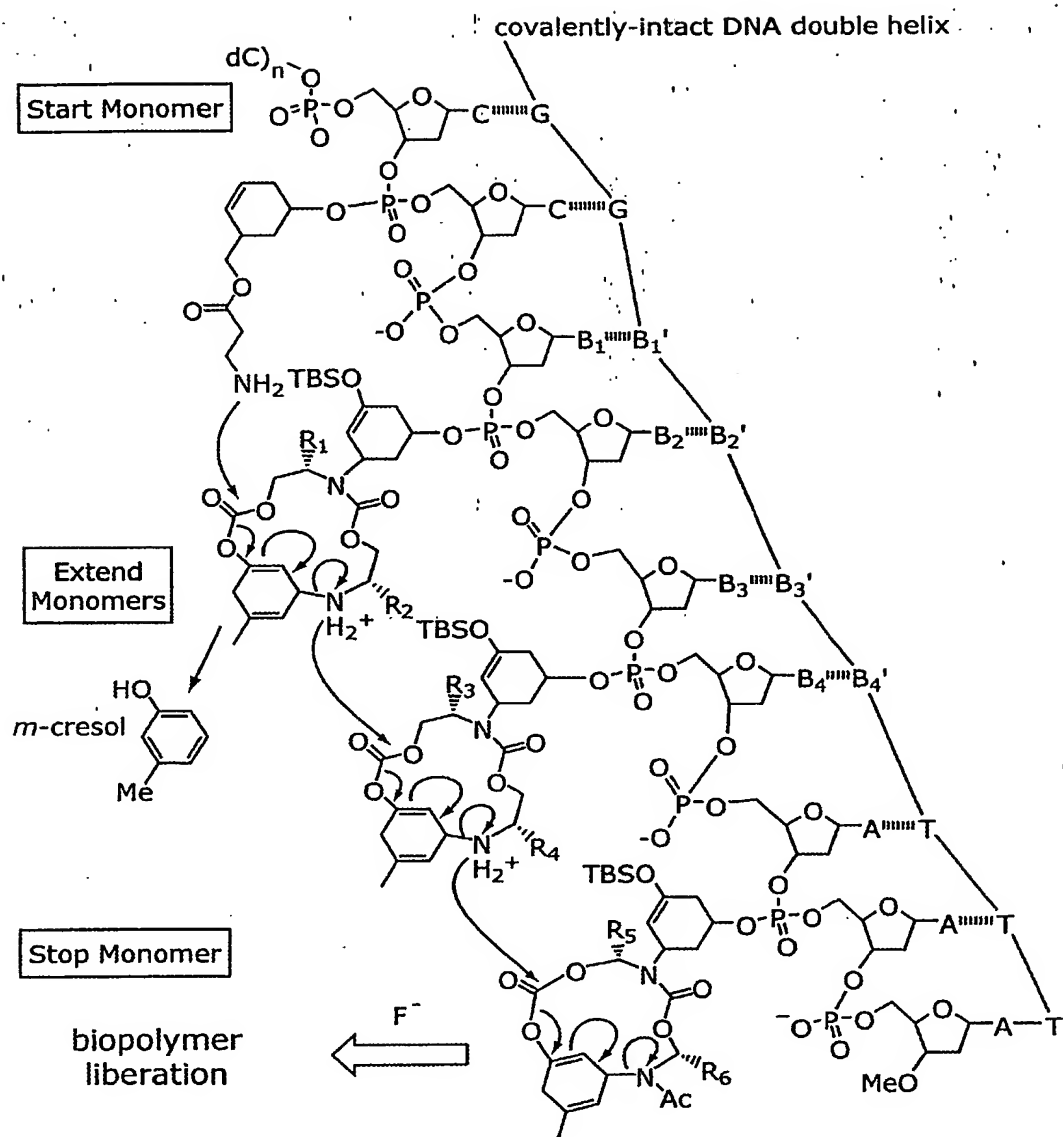 covalently-intact DNA double helix
dC)n O
Start Monomer
O P O O C G
O
O
O P O O C G
O
O
O
O P O O
-O
O B1 B1'
NH2
TBSO
O
O P O O B2 B2'
O
R1
N
O O O O
O
O
O P O O
-O
Extend
Monomers
R2
N
H2+
B3 B3'
TBSO
O
O P O O B4 B4'
O
HO
m-cresol
Me
R3
N
O O O O
O
O
O P O O
-O
R4
N
H2+
A T
TBSO
O
O P O O A T
O
Stop Monomer
R5
N
O O O O
O
O
O P O O
-O
A T
MeO
F-
biopolymer
liberation
R6
N
Ac